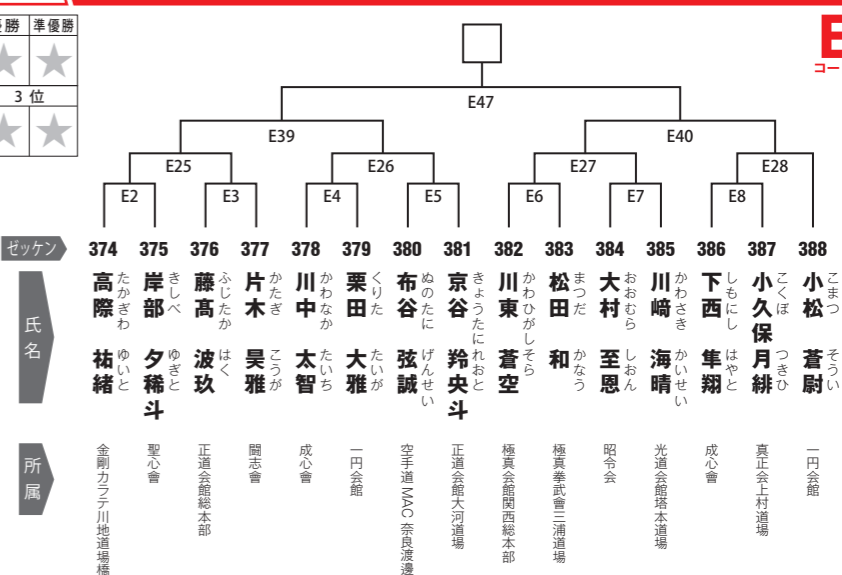 優勝 準優勝
3 位
E
コー
E47
E39 E40
E25 E26 E27 E28
E2 E3 E4 E5 E6 E7 E8
ゼッケン 374 375 376 377 378 379 380 381 382 383 384 385 386 387 388
氏名
高際 祐緒 たかぎわ ゆいと
岸部 夕稀斗 きしべ ゆぎと
藤髙 波玖 ふじたか はく
片木 昊雅 かたぎ こうが
川中 太智 かわなか たいち
栗田 大雅 くりた たいが
布谷 弦誠 ぬのたに げんせい
京谷 羚央斗 きょうたに れおと
川東 蒼空 かわひがし そら
松田 和 まつだ かなう
大村 至恩 おおむら しおん
川﨑 海晴 かわさき かいせい
下西 隼翔 しもにし はやと
小久保 月緋 こくぼ つきひ
小松 蒼尉 こまつ そうい
所属
金剛カラテ川地道場橋
聖心會
正道会館総本部
闘志會
成心會
一円会館
空手道 MAC 奈良渡邊
正道会館大河道場
極真会館関西総本部
極真拳武會三浦道場
昭令会
光道会館塔本道場
成心會
真正会上村道場
一円会館